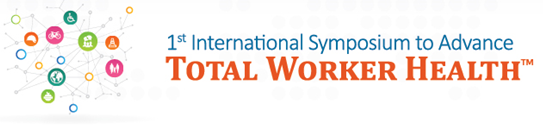 1st International Symposium to Advance
TOTAL WORKER HEALTH™